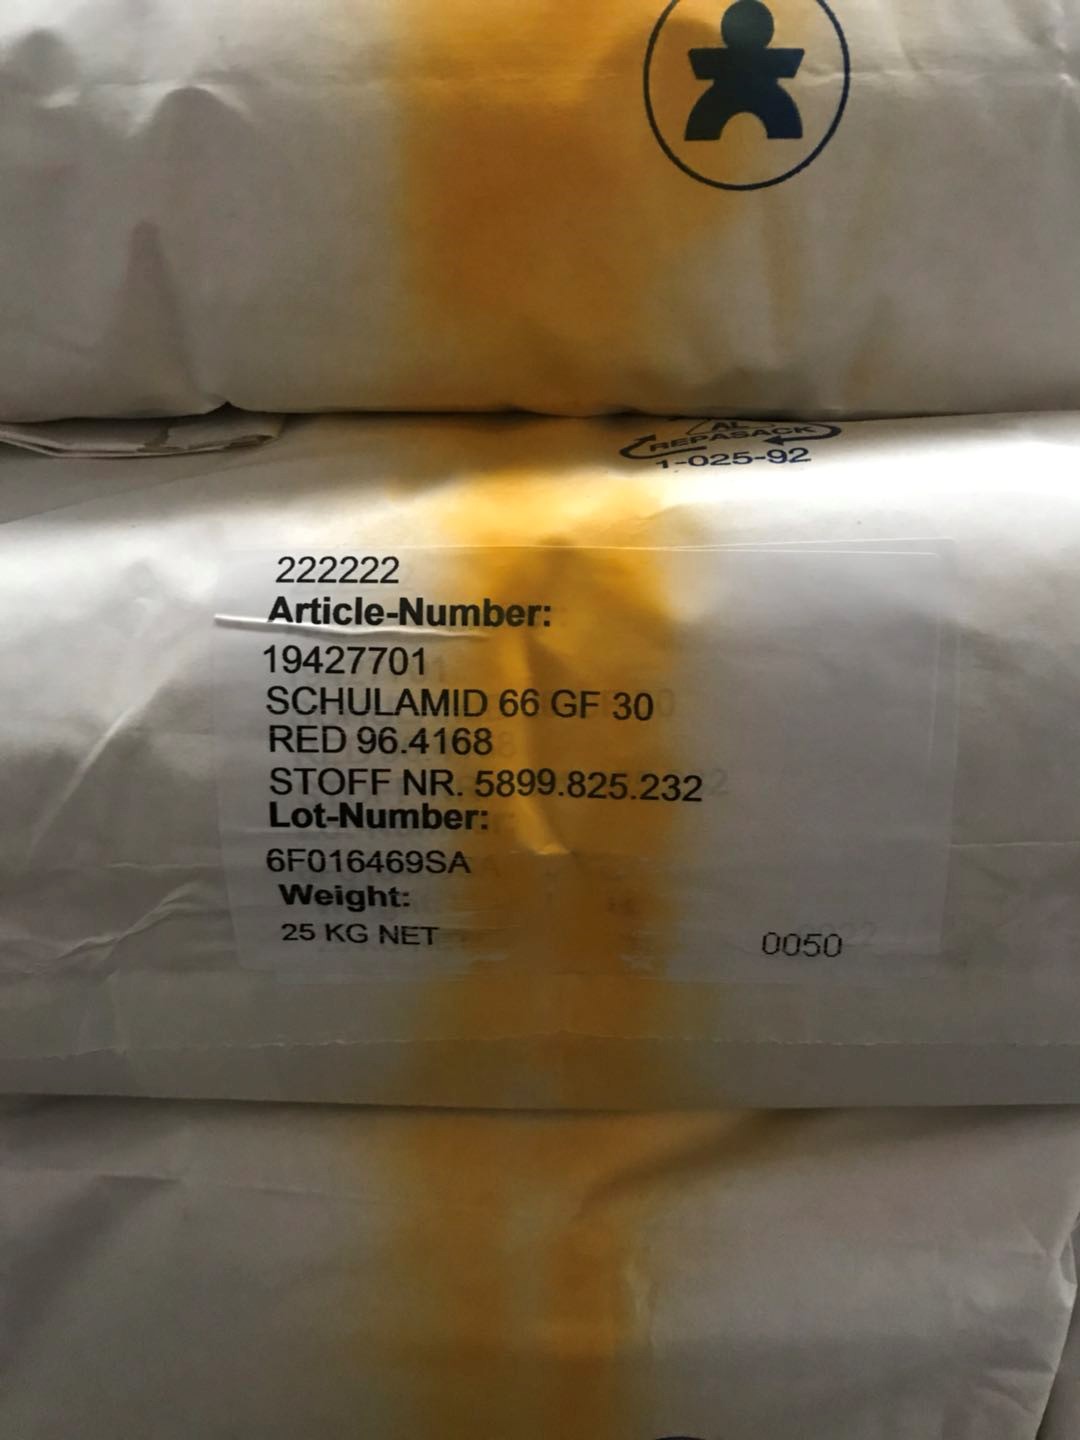 AL
REPASACK
1-025-92
222222
Article-Number:
19427701
SCHULAMID 66 GF 30
RED 96.4168
STOFF NR. 5899.825.232
Lot-Number:
6F016469SA
Weight:
25 KG NET
0050